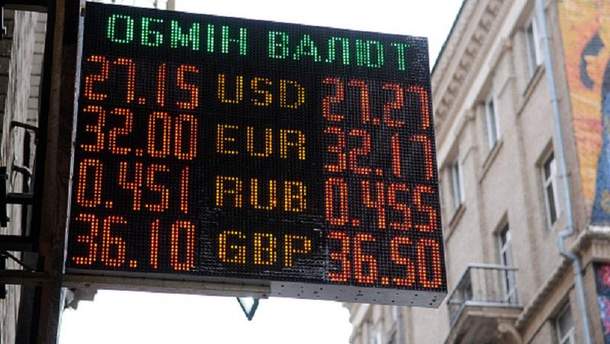 ОБМІН ВАЛЮТ
27.15 USD 27.27
32.00 EUR 32.17
0.451 RUB 0.455
36.10 GBP 36.50